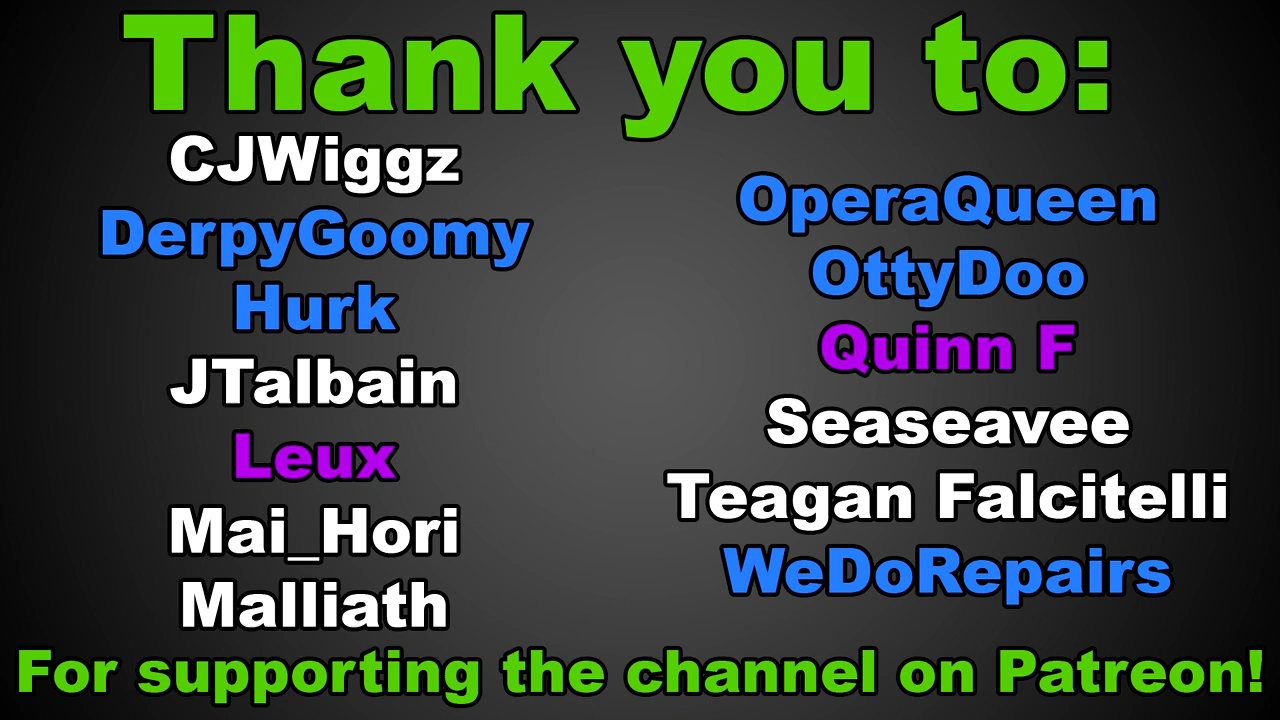 Thank you to:
CJWiggz
DerpyGoomy
Hurk
JTalbain
Leux
Mai_Hori
Malliath
OperaQueen
OttyDoo
Quinn F
Seaseavee
Teagan Falcitelli
WeDoRepairs
For supporting the channel on Patreon!